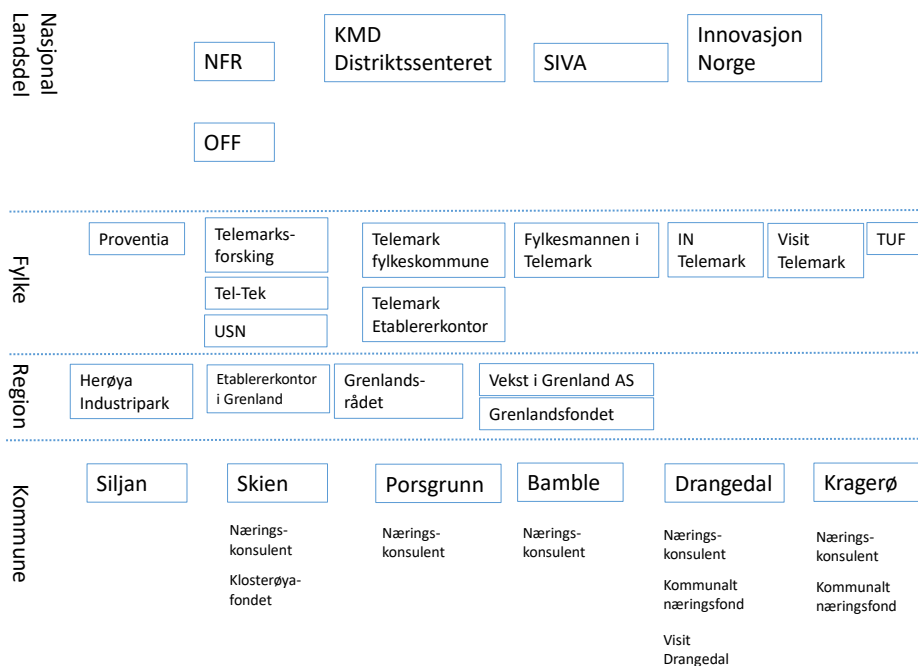 Nasjonal
Landsdel
NFR
KMD
Distriktssenteret
SIVA
Innovasjon
Norge
OFF
Fylke
Proventia
Telemarks-
forsking
Telemark
fylkeskommune
Fylkesmannen i
Telemark
IN
Telemark
Visit
Telemark
TUF
Tel-Tek
USN
Telemark
Etablererkontor
Region
Herøya
Industripark
Etablererkontor
i Grenland
Grenlands-
rådet
Vekst i Grenland AS
Grenlandsfondet
Kommune
Siljan
Skien
Porsgrunn
Bamble
Drangedal
Kragerø
Nærings-
konsulent
Klosterøya-
fondet
Nærings-
konsulent
Nærings-
konsulent
Nærings-
konsulent
Kommunalt
næringsfond
Visit
Drangedal
Nærings-
konsulent
Kommunalt
næringsfond